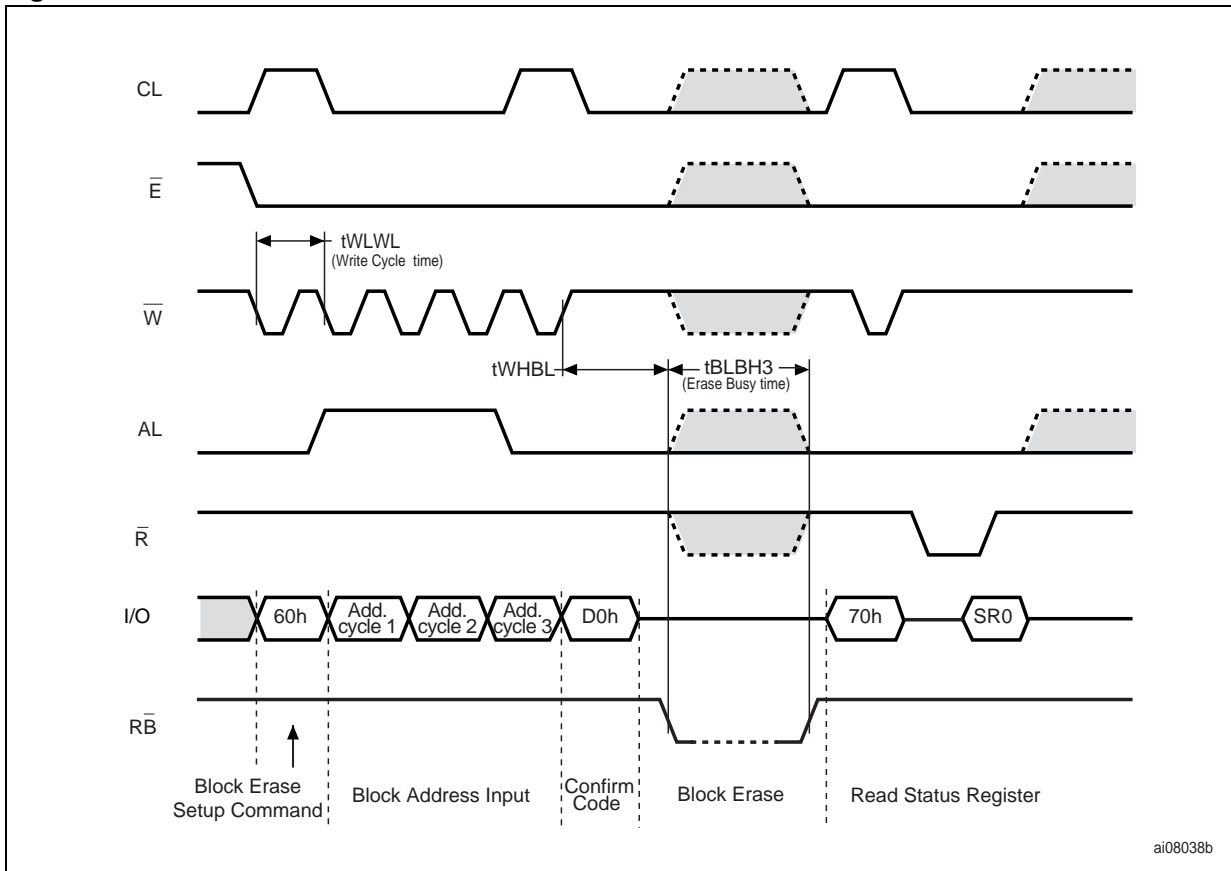 CL
E̅
tWLWL
(Write Cycle time)
W̅
tWHBL
tBLBH3
(Erase Busy time)
AL
R̅
I/O
60h
Add. cycle 1
Add. cycle 2
Add. cycle 3
D0h
70h
SR0
RB̅
Block Erase
Setup Command
Block Address Input
Confirm
Code
Block Erase
Read Status Register
ai08038b